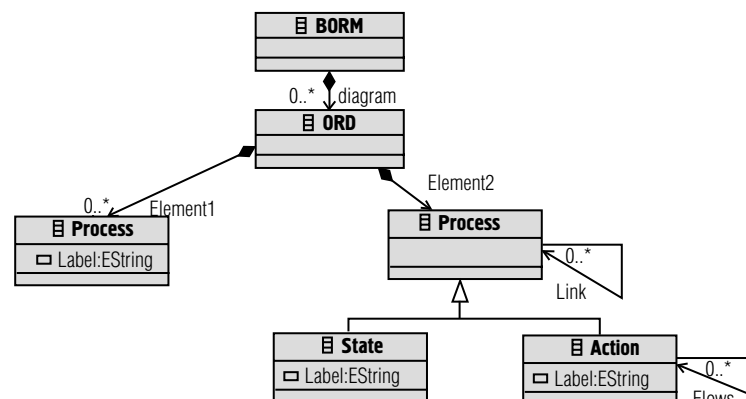 BORM
0..* diagram
ORD
Element2
0..* Element1
Process
Process
Label:EString
0..*
Link
State
Action
Label:EString
Label:EString
0..*
Flows